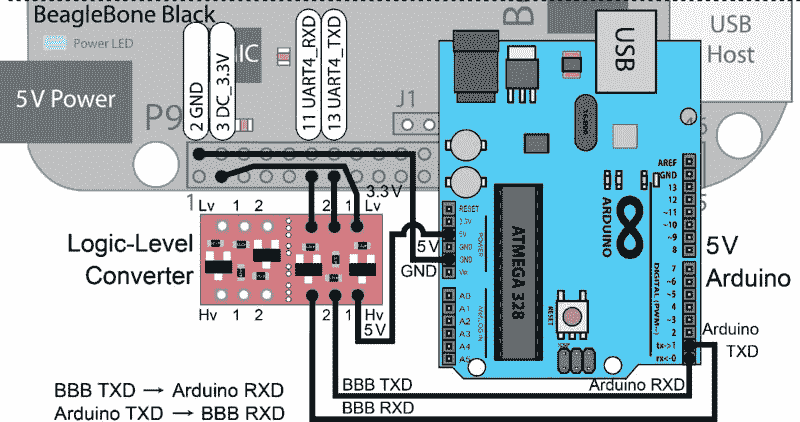 BeagleBone Black
Power LED
5V Power
IC
2 GND
3 DC_3.3V
11 UART4_RXD
13 UART4_TXD
P9
J1
B
USB
USB
Host
1
3.3V
Lv 1 2 2 1 Lv
Logic-Level
Converter
Hv 1 2 2 1 Hv
5V
5V
GND
RESET
3.3V
5V
GND
GND
Vin
POWER
A0
A1
A2
A3
A4
A5
ANALOG IN
ATMEGA 328
16.000
RESET
ICSP
ARDUINO
AREF
GND
13
12
~11
~10
~9
8
7
~6
~5
4
~3
2
tx->1
rx<-0
DIGITAL (PWM~)
5V
Arduino
Arduino
TXD
BBB TXD
Arduino RXD
BBB RXD
BBB TXD → Arduino RXD
Arduino TXD → BBB RXD